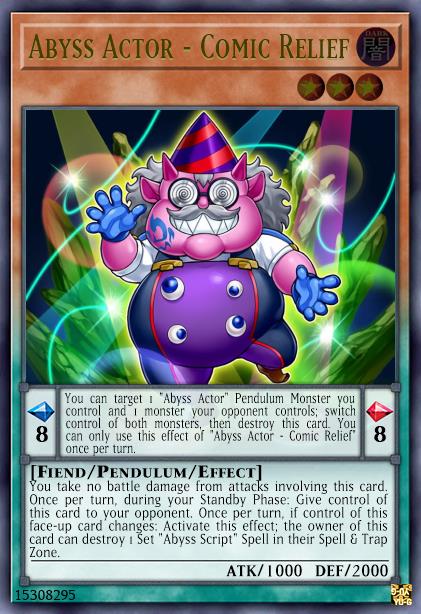 Abyss Actor - Comic Relief
DARK
闇
You can target 1 "Abyss Actor" Pendulum Monster you
control and 1 monster your opponent controls; switch
control of both monsters, then destroy this card. You
can only use this effect of "Abyss Actor - Comic Relief"
once per turn.
8
8
[Fiend/Pendulum/Effect]
You take no battle damage from attacks involving this card.
Once per turn, during your Standby Phase: Give control of
this card to your opponent. Once per turn, if control of this
face-up card changes: Activate this effect; the owner of this
card can destroy 1 Set "Abyss Script" Spell in their Spell & Trap
Zone.
ATK/1000 DEF/2000
15308295